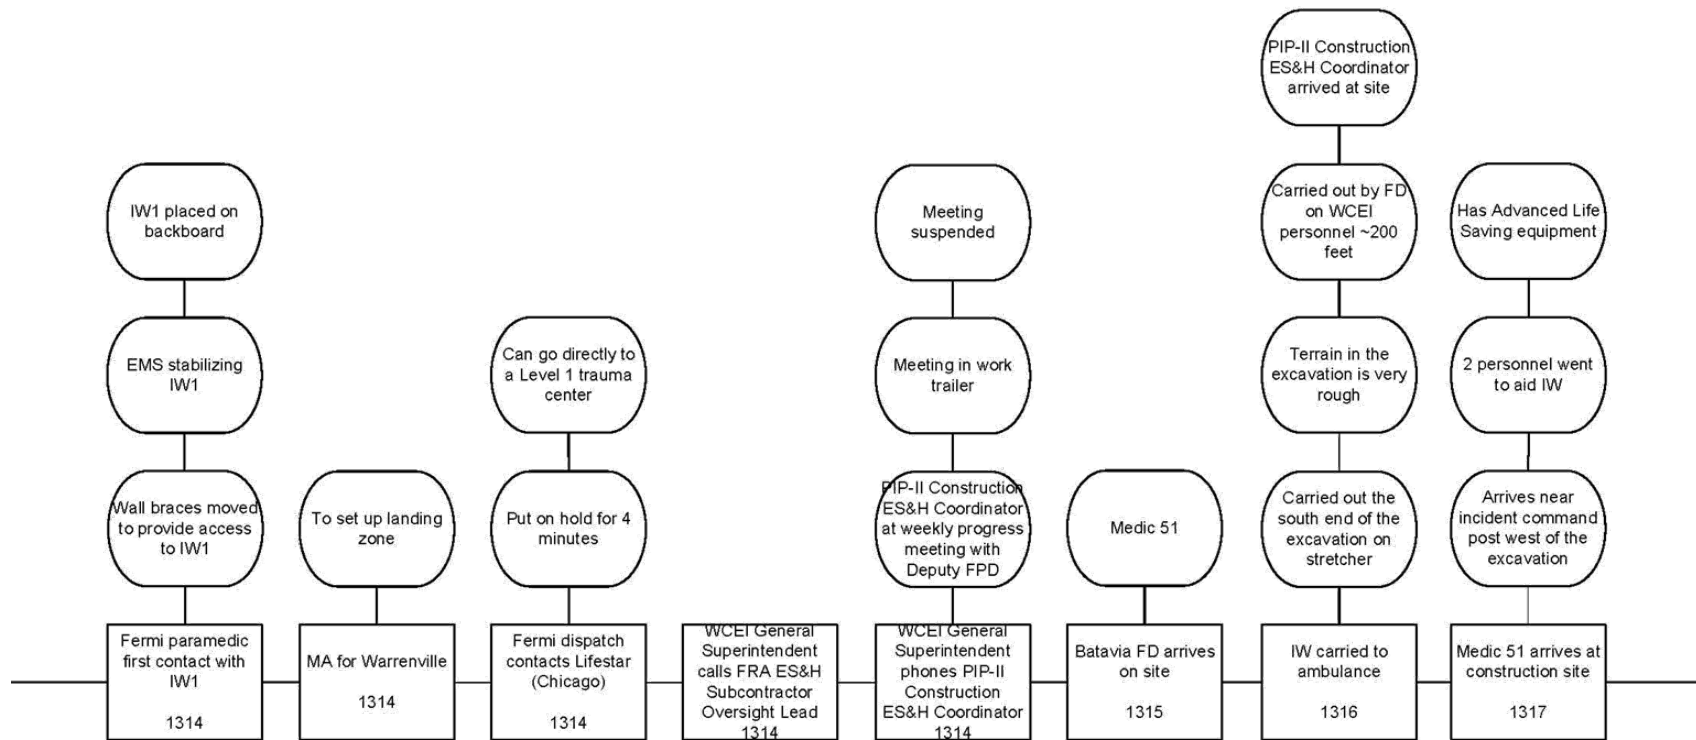 PIP-II Construction
ES&H Coordinator
arrived at site
IW1 placed on
backboard
Meeting
suspended
Carried out by FD
on WCEI
personnel ~200
feet
Has Advanced Life
Saving equipment
EMS stabilizing
IW1
Can go directly to
a Level 1 trauma
center
Meeting in work
trailer
Terrain in the
excavation is very
rough
2 personnel went
to aid IW
Wall braces moved
to provide access
to IW1
To set up landing
zone
Put on hold for 4
minutes
PIP-II Construction
ES&H Coordinator
at weekly progress
meeting with
Deputy FPD
Medic 51
Carried out the
south end of the
excavation on
stretcher
Arrives near
incident command
post west of the
excavation
Fermi paramedic
first contact with
IW1
1314
MA for Warrenville
1314
Fermi dispatch
contacts Lifestar
(Chicago)
1314
WCEI General
Superintendent
calls FRA ES&H
Subcontractor
Oversight Lead
1314
WCEI General
Superintendent
phones PIP-II
Construction
ES&H Coordinator
1314
Batavia FD arrives
on site
1315
IW carried to
ambulance
1316
Medic 51 arrives at
construction site
1317